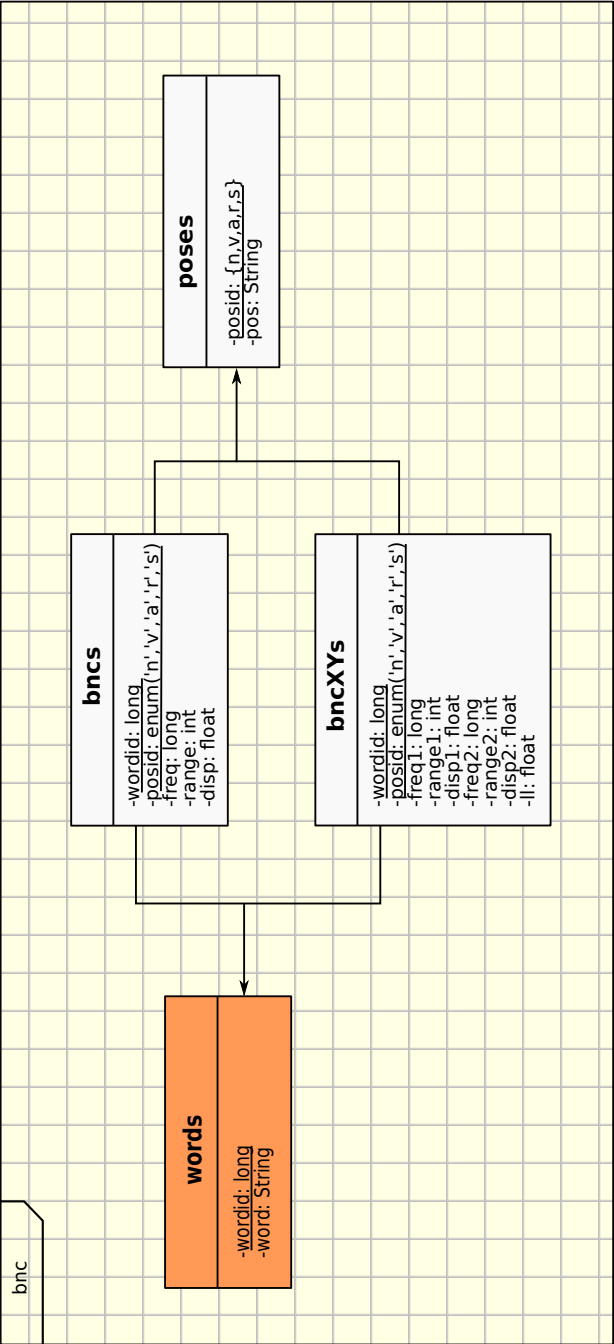 bnc
words
-wordid: long
-word: String
bncs
-wordid: long
-posid: enum('n','v','a','r','s')
-freq: long
-range: int
-disp: float
bncXYs
-wordid: long
-posid: enum('n','v','a','r','s')
-freq1: long
-range1: int
-disp1: float
-freq2: long
-range2: int
-disp2: float
-ll: float
poses
-posid: {n,v,a,r,s}
-pos: String